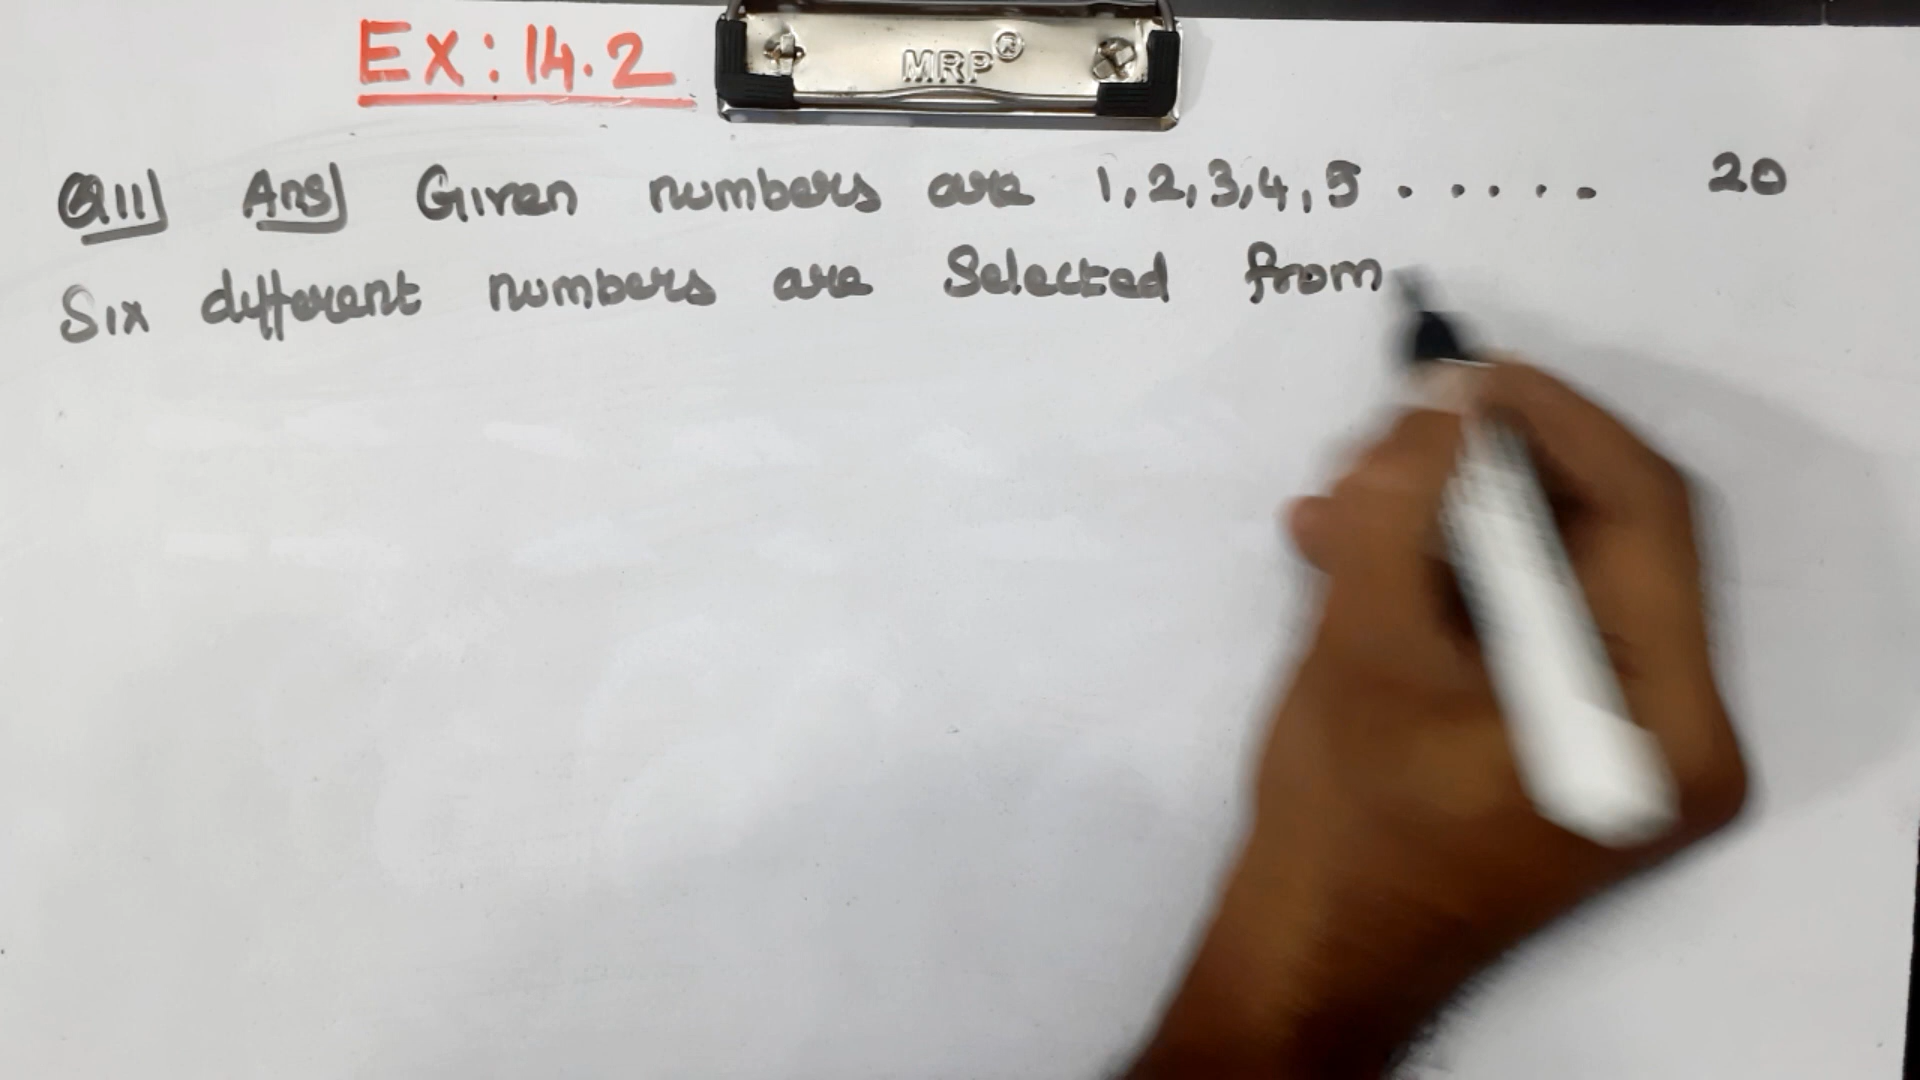 Ex: 14.2
MRP®
Q11) Ans) Given numbers are 1, 2, 3, 4, 5 . . . . . 20
Six different numbers are Selected from